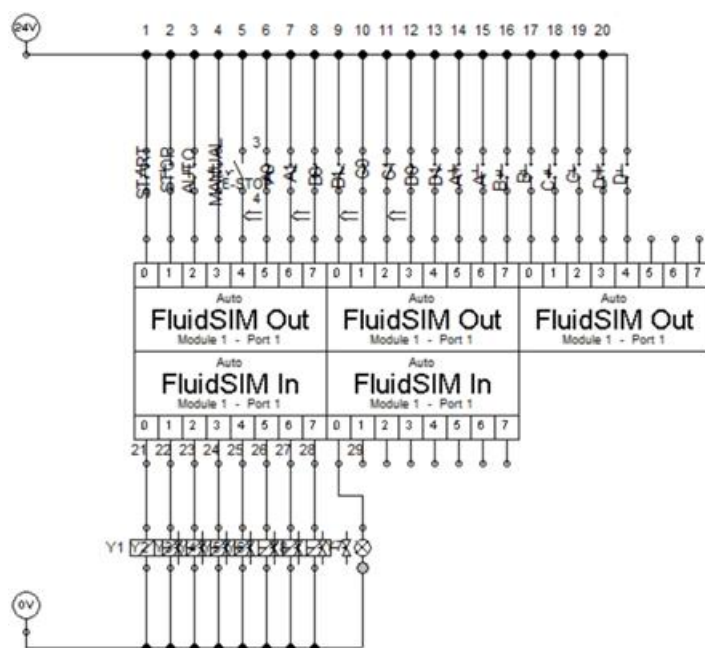 24V
1 2 3 4 5 6 7 8 9 10 11 12 13 14 15 16 17 18 19 20
3
START STOP AUTO MANUAL E-STO A0 A1 B0 B1 C0 C1 D0 D1 A+ A- B+ B- C+ C- D+ D-
4
0 1 2 3 4 5 6 7 0 1 2 3 4 5 6 7 0 1 2 3 4 5 6 7
Auto Auto Auto
FluidSIM Out FluidSIM Out FluidSIM Out
Module 1 - Port 1 Module 1 - Port 1 Module 1 - Port 1
Auto Auto
FluidSIM In FluidSIM In
Module 1 - Port 1 Module 1 - Port 1
0 1 2 3 4 5 6 7 0 1 2 3 4 5 6 7
21 22 23 24 25 26 27 28 29
Y1 Y2
0V